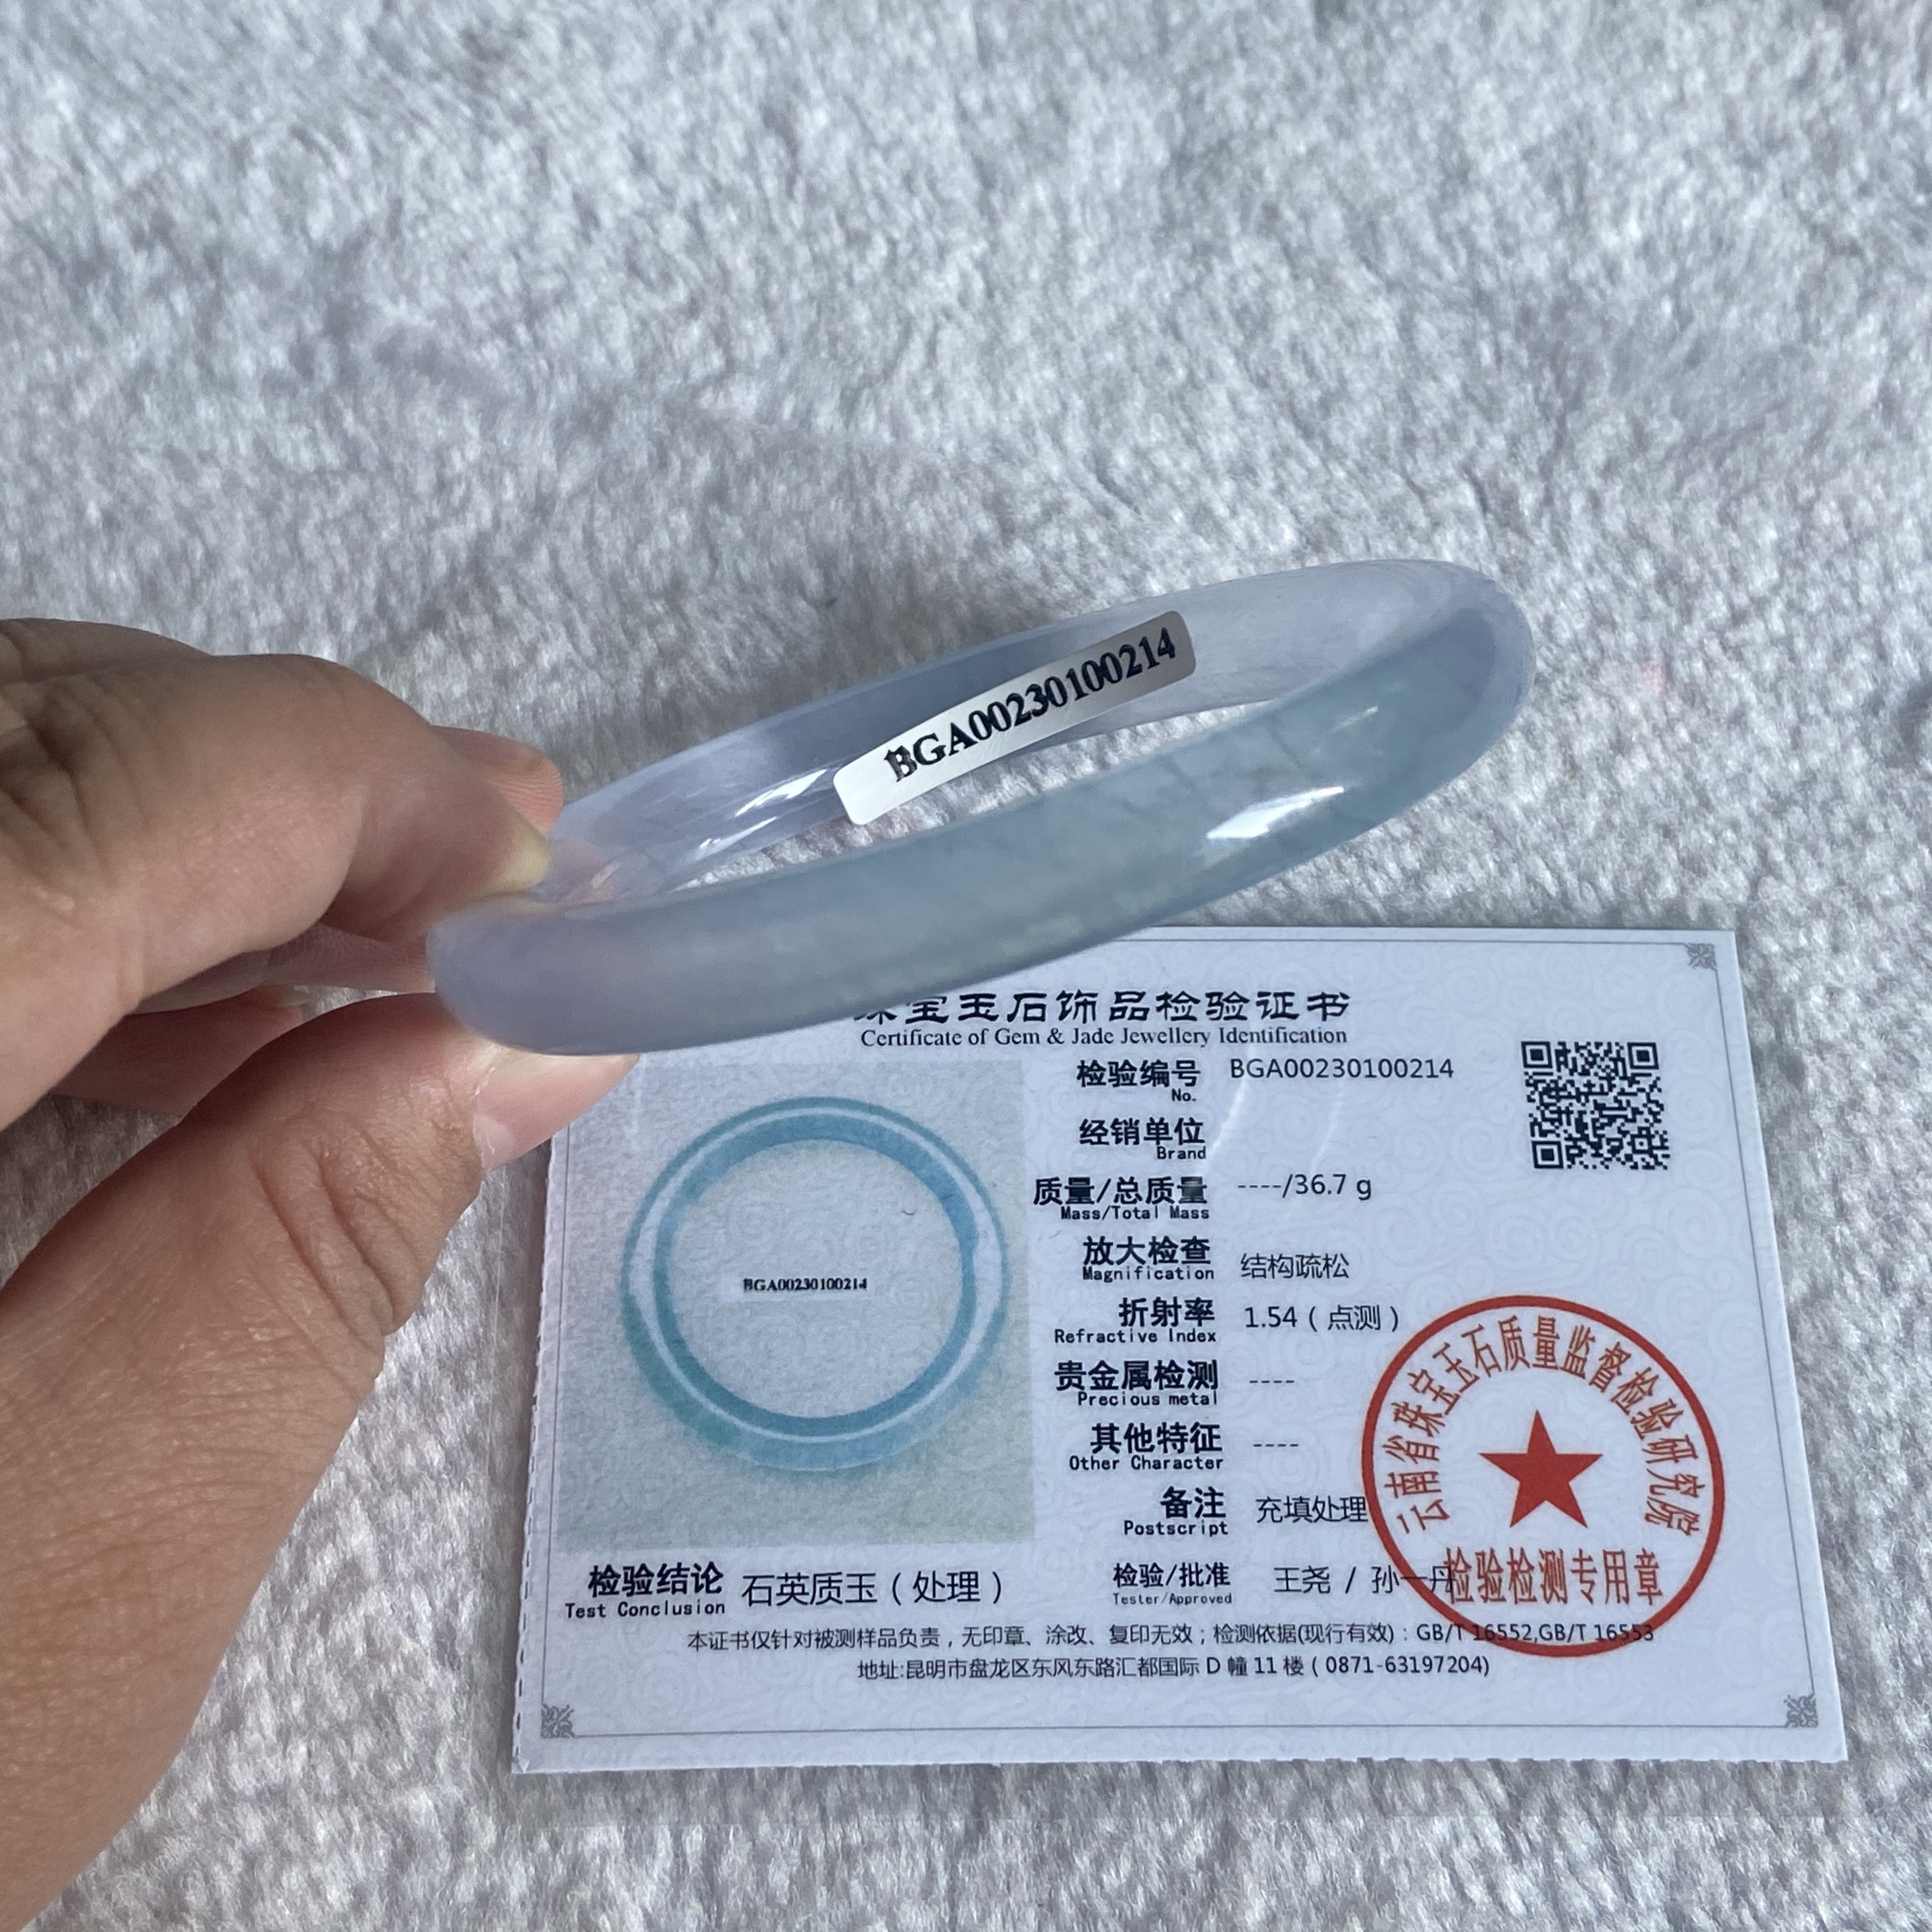 BGA00230100214
珠宝玉石饰品检验证书
Certificate of Gem & Jade Jewellery Identification
检验编号 BGA00230100214
No.
经销单位
Brand
质量/总质量 ----/36.7 g
Mass/Total Mass
放大检查 结构疏松
Magnification
折射率 1.54（点测）
Refractive Index
贵金属检测 ----
Precious metal
其他特征 ----
Other Character
备注 充填处理
Postscript
BGA00230100214
检验结论 石英质玉（处理）
Test Conclusion
检验/批准 王尧 / 孙一丹
Tester/Approved
云南省珠宝玉石质量监督检验研究院
检验检测专用章
本证书仅针对被测样品负责，无印章、涂改、复印无效；检测依据(现行有效)：GB/T 16552,GB/T 16553
地址:昆明市盘龙区东风东路汇都国际 D 幢 11 楼（0871-63197204)